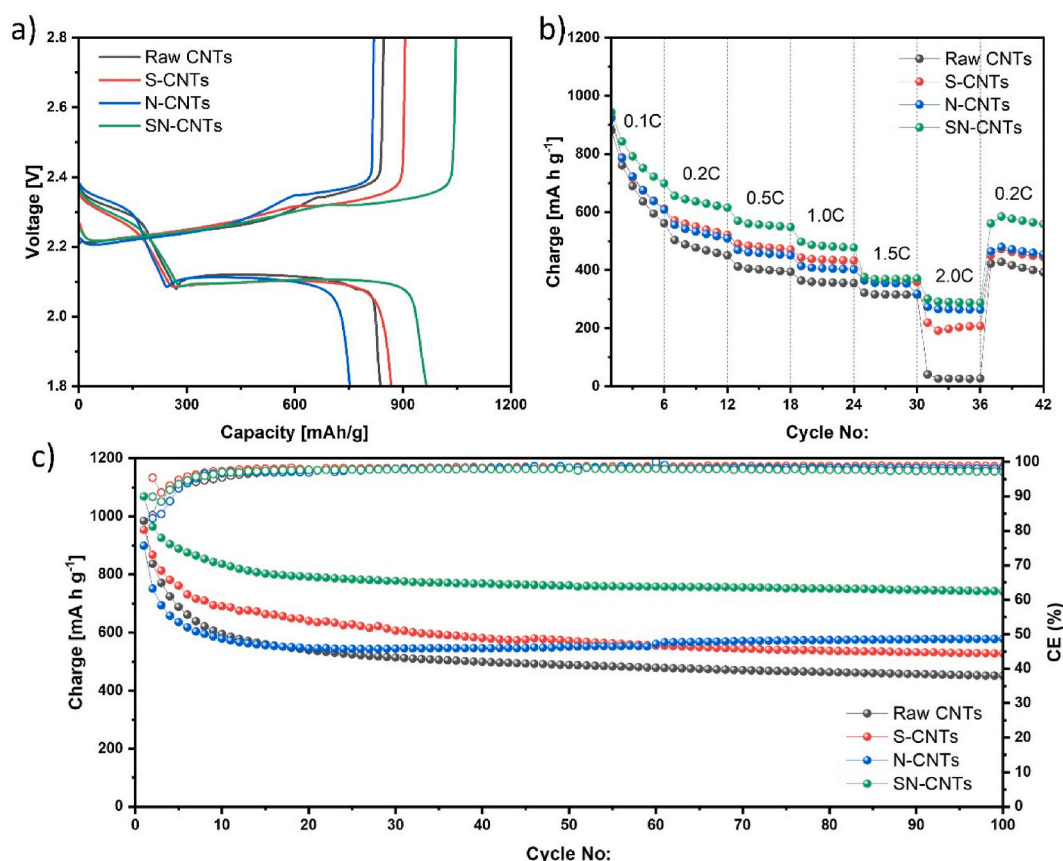 a)
2.8
2.6
2.4
2.2
2.0
1.8
Voltage [V]
Raw CNTs
S-CNTs
N-CNTs
SN-CNTs
0 300 600 900 1200
Capacity [mAh/g]
b)
1200
1000
800
600
400
200
0
Charge [mA h g⁻¹]
Raw CNTs
S-CNTs
N-CNTs
SN-CNTs
0.1C
0.2C
0.5C
1.0C
1.5C
2.0C
0.2C
6 12 18 24 30 36 42
Cycle No:
c)
1200
1000
800
600
400
200
0
Charge [mA h g⁻¹]
100
90
80
70
60
50
40
30
20
10
0
CE (%)
Raw CNTs
S-CNTs
N-CNTs
SN-CNTs
0 10 20 30 40 50 60 70 80 90 100
Cycle No: